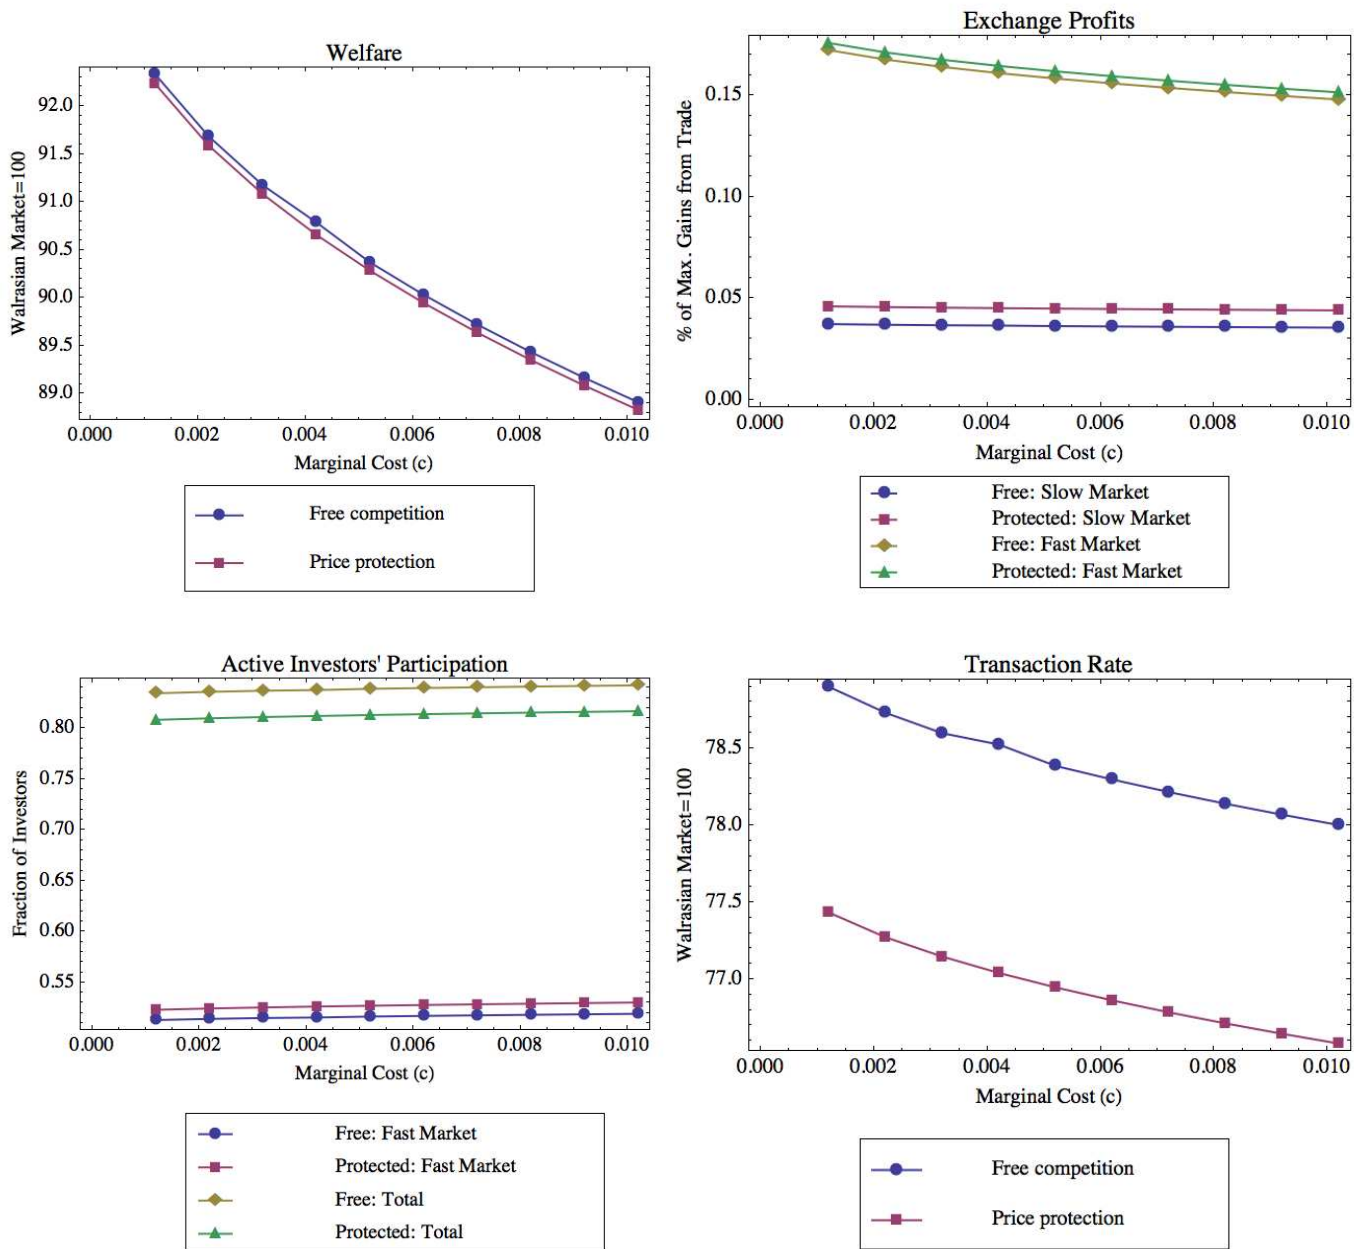 Welfare
Walrasian Market=100
92.0
91.5
91.0
90.5
90.0
89.5
89.0
0.000 0.002 0.004 0.006 0.008 0.010
Marginal Cost (c)
Free competition
Price protection
Exchange Profits
% of Max. Gains from Trade
0.15
0.10
0.05
0.00
0.000 0.002 0.004 0.006 0.008 0.010
Marginal Cost (c)
Free: Slow Market
Protected: Slow Market
Free: Fast Market
Protected: Fast Market
Active Investors' Participation
Fraction of Investors
0.80
0.75
0.70
0.65
0.60
0.55
0.000 0.002 0.004 0.006 0.008 0.010
Marginal Cost (c)
Free: Fast Market
Protected: Fast Market
Free: Total
Protected: Total
Transaction Rate
Walrasian Market=100
78.5
78.0
77.5
77.0
0.000 0.002 0.004 0.006 0.008 0.010
Marginal Cost (c)
Free competition
Price protection